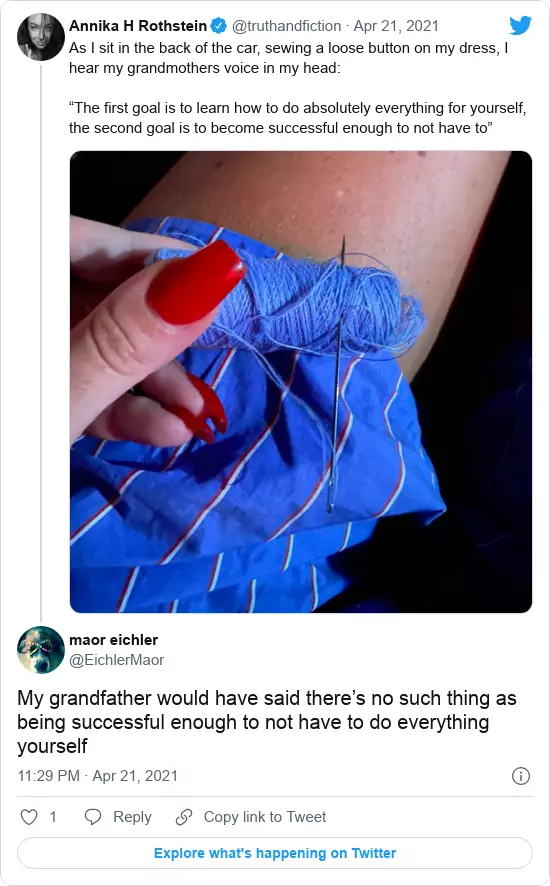 Annika H Rothstein @truthandfiction · Apr 21, 2021
As I sit in the back of the car, sewing a loose button on my dress, I
hear my grandmothers voice in my head:
“The first goal is to learn how to do absolutely everything for yourself,
the second goal is to become successful enough to not have to”
maor eichler
@EichlerMaor
My grandfather would have said there’s no such thing as
being successful enough to not have to do everything
yourself
11:29 PM · Apr 21, 2021
1 Reply Copy link to Tweet
Explore what's happening on Twitter